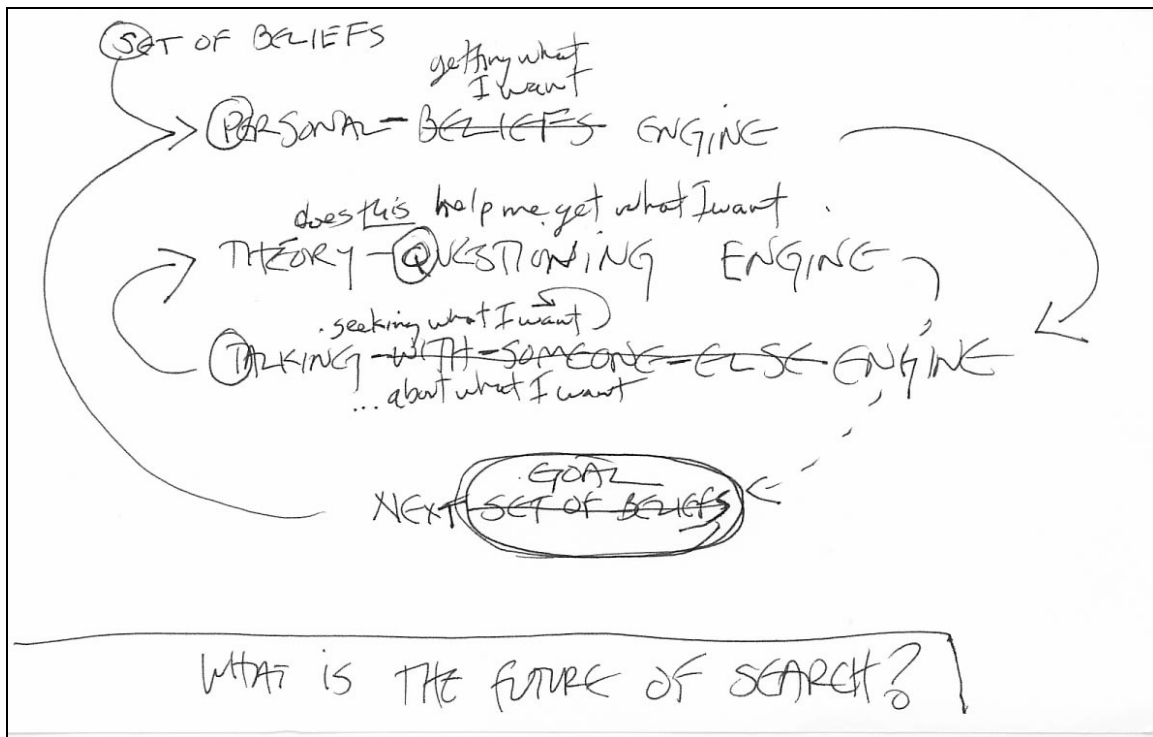 SET OF BELIEFS
getting what
I want
PERSONAL - BELIEFS ENGINE
does this help me get what I want.
THEORY - QUESTIONING ENGINE
. seeking what I want
TALKING - WITH - SOMEONE - ELSE ENGINE
... about what I want
GOAL
NEXT SET OF BELIEFS
WHAT IS THE FUTURE OF SEARCH?